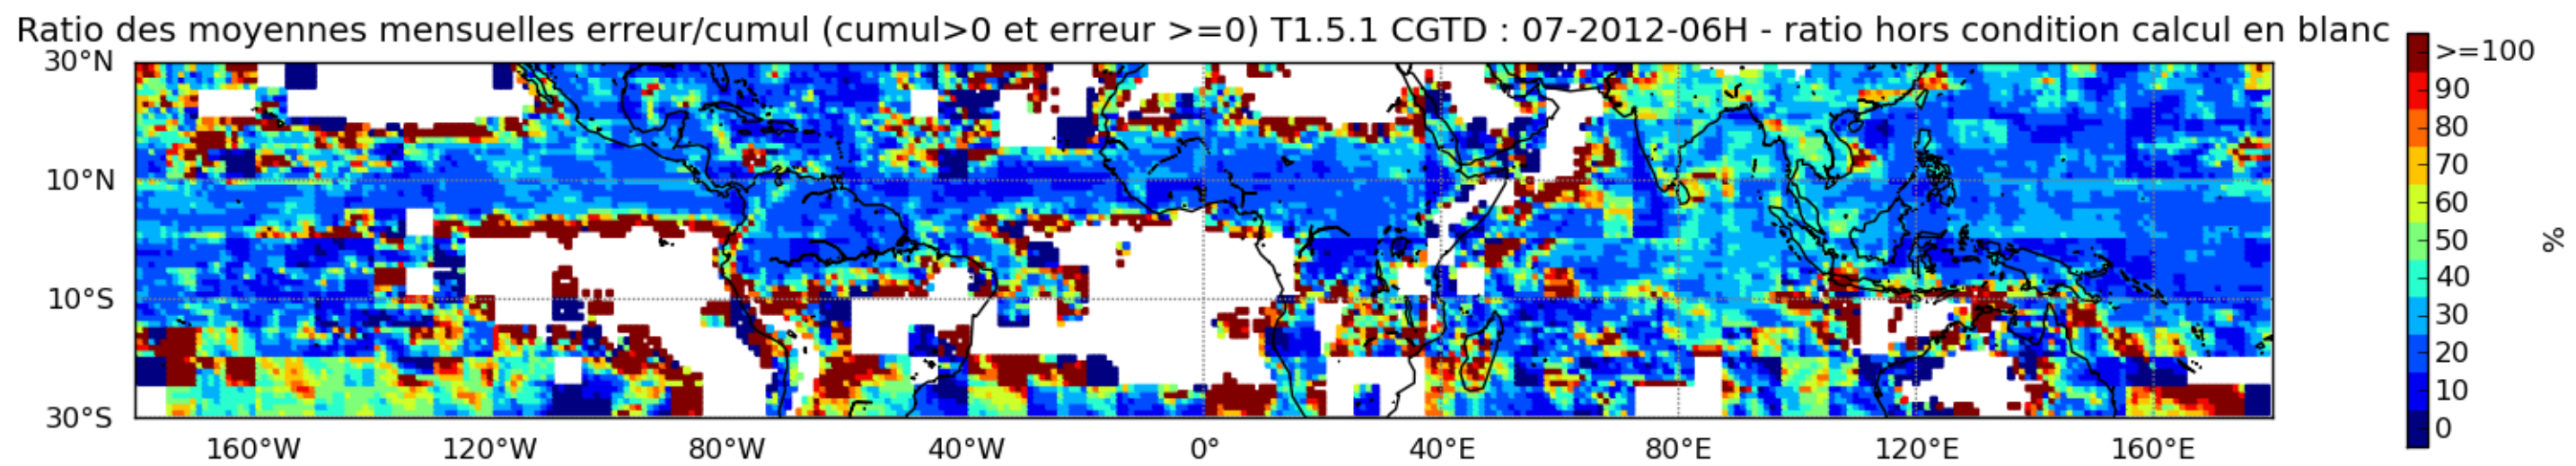 Ratio des moyennes mensuelles erreur/cumul (cumul>0 et erreur >=0) T1.5.1 CGTD : 07-2012-06H - ratio hors condition calcul en blanc
30°N
10°N
10°S
30°S
160°W 120°W 80°W 40°W 0° 40°E 80°E 120°E 160°E
>=100
90
80
70
60
50
40
30
20
10
0
%